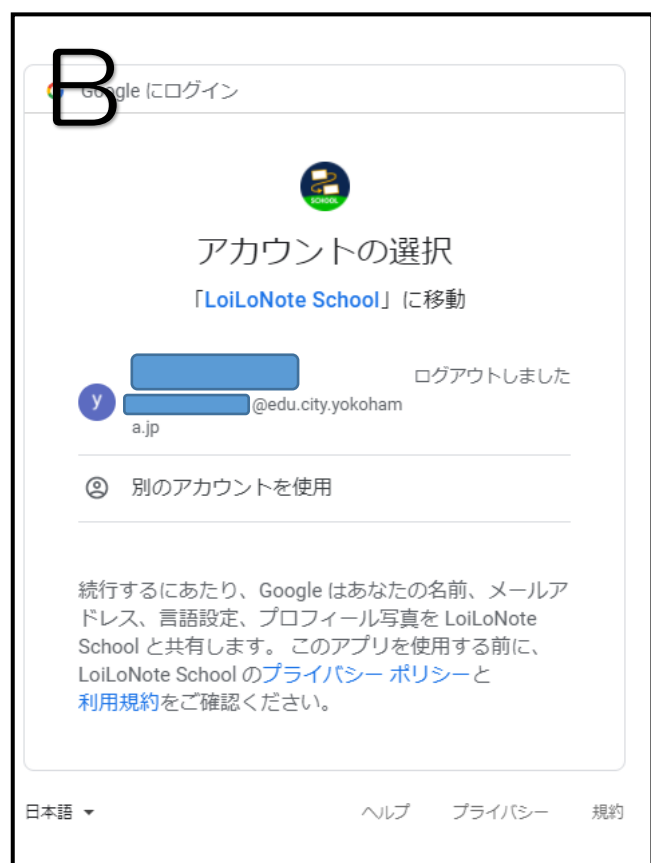 B
Google にログイン
SCHOOL
アカウントの選択
「LoiLoNote School」に移動
ログアウトしました
y
@edu.city.yokoham
a.jp
別のアカウントを使用
続行するにあたり、Google はあなたの名前、メールア
ドレス、言語設定、プロフィール写真を LoiLoNote
School と共有します。 このアプリを使用する前に、
LoiLoNote School のプライバシー ポリシーと
利用規約をご確認ください。
日本語 ヘルプ プライバシー 規約